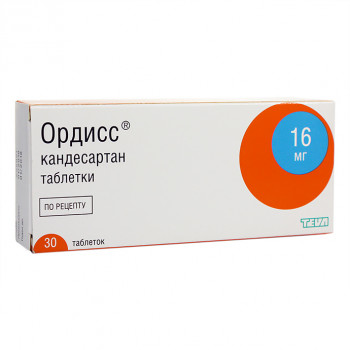 Ордисс®
кандесартан
таблетки
ПО РЕЦЕПТУ
30 таблеток
16
мг
TEVA